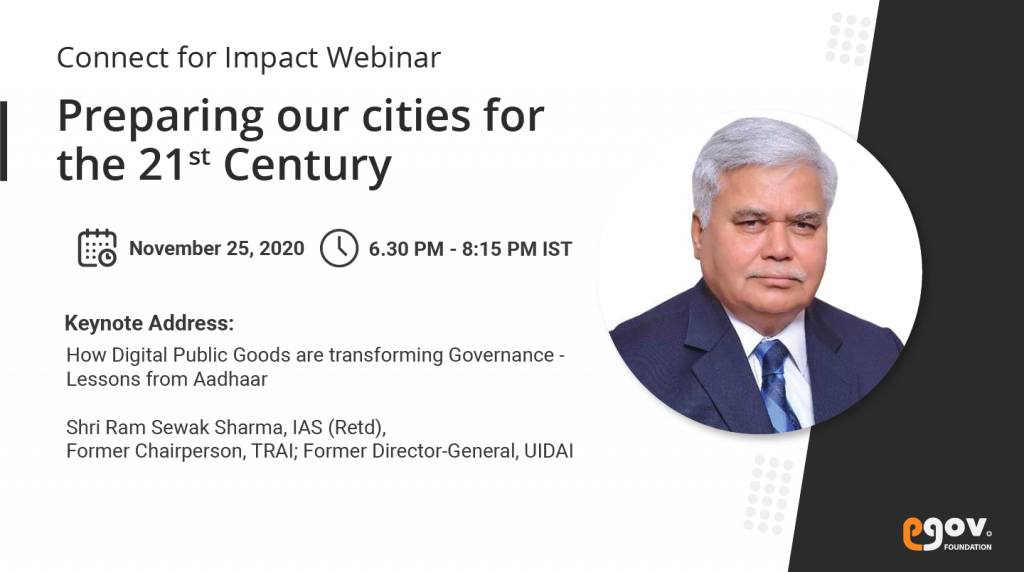 Connect for Impact Webinar
Preparing our cities for
the 21st Century
November 25, 2020
6.30 PM - 8:15 PM IST
Keynote Address:
How Digital Public Goods are transforming Governance -
Lessons from Aadhaar
Shri Ram Sewak Sharma, IAS (Retd),
Former Chairperson, TRAI; Former Director-General, UIDAI
egov.
FOUNDATION